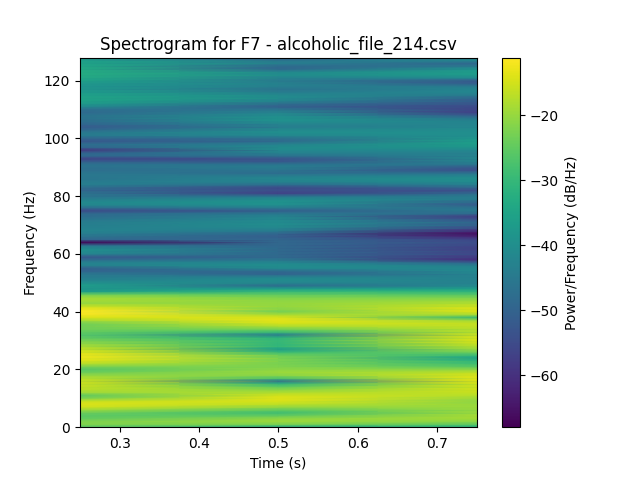 Spectrogram for F7 - alcoholic_file_214.csv
120
100
80
60
40
20
0
Frequency (Hz)
0.3 0.4 0.5 0.6 0.7
Time (s)
−20
−30
−40
−50
−60
Power/Frequency (dB/Hz)